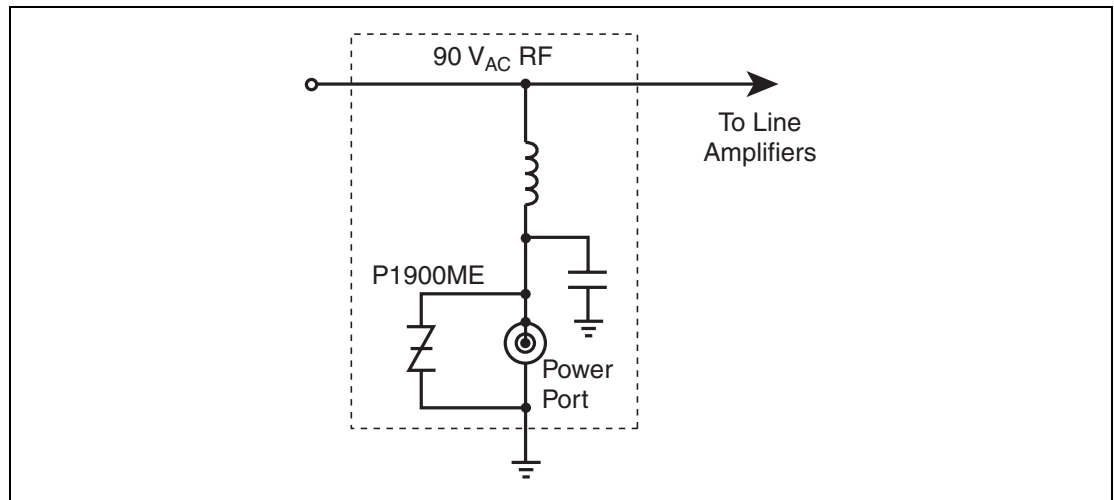 90 V_AC RF
To Line
Amplifiers
P1900ME
Power
Port